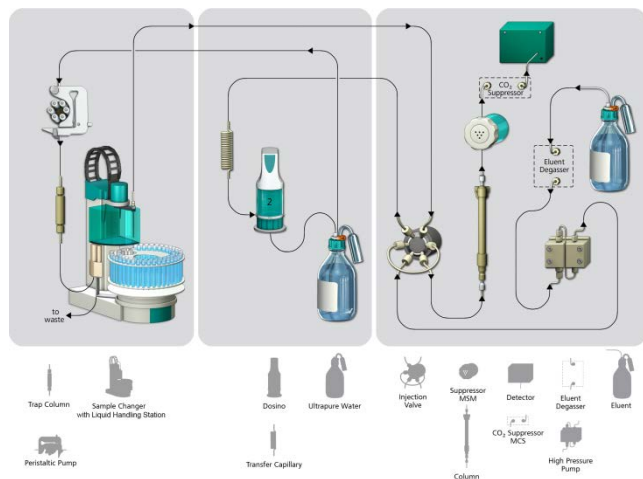 CO₂
Suppressor
Eluent
Degasser
2
to
waste
Trap Column
Sample Changer
with Liquid Handling Station
Peristaltic Pump
Dosino
Ultrapure Water
Transfer Capillary
Injection
Valve
Suppressor
MSM
Detector
Eluent
Degasser
Eluent
CO₂ Suppressor
MCS
High Pressure
Pump
Column